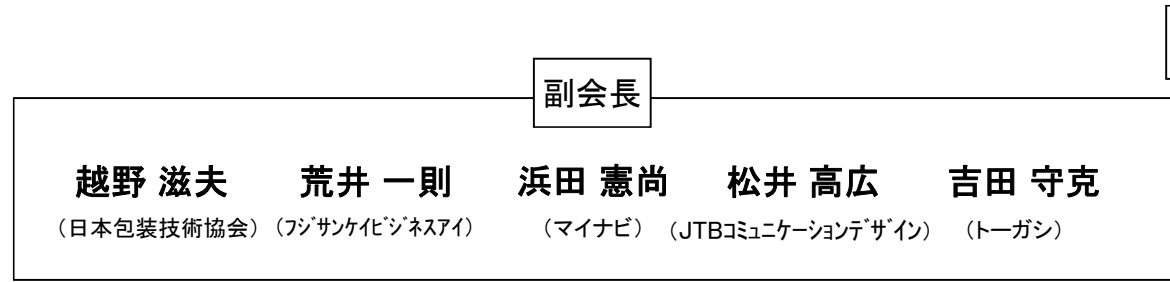 副会長
越野 滋夫 荒井 一則 浜田 憲尚 松井 高広 吉田 守克
（日本包装技術協会） （ﾌｼﾞｻﾝｹｲﾋﾞｼﾞﾈｽｱｲ） （マイナビ） （JTBｺﾐｭﾆｹｰｼｮﾝﾃﾞｻﾞｲﾝ） （トーガシ）